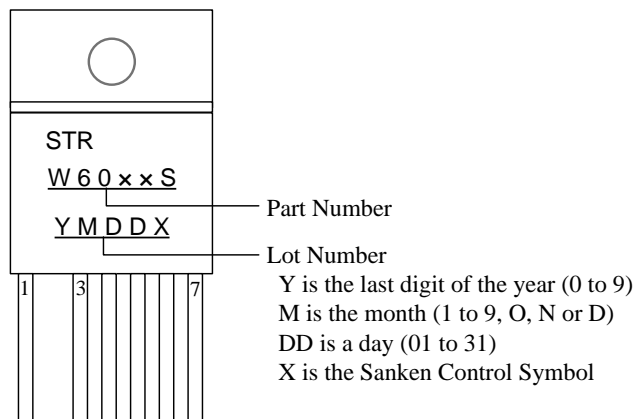 STR
W60××S
YMDDX
Part Number
Lot Number
Y is the last digit of the year (0 to 9)
M is the month (1 to 9, O, N or D)
DD is a day (01 to 31)
X is the Sanken Control Symbol
1 3 7